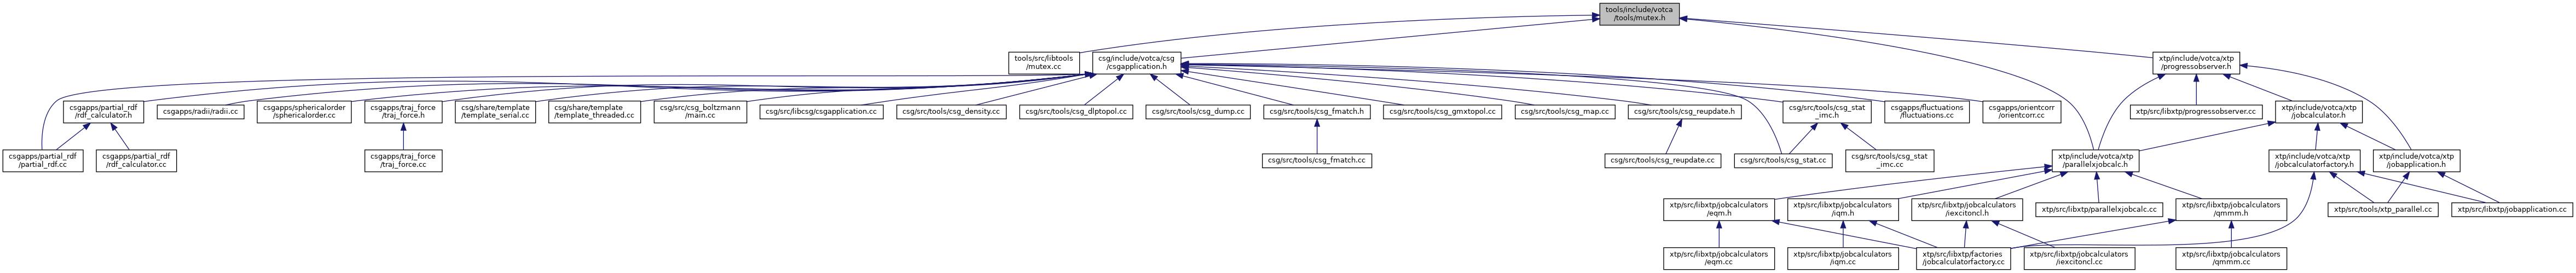 tools/include/votca
/tools/mutex.h
tools/src/libtools
/mutex.cc
csg/include/votca/csg
/csgapplication.h
xtp/include/votca/xtp
/progressobserver.h
csgapps/partial_rdf
/rdf_calculator.h
csgapps/radii/radii.cc
csgapps/sphericalorder
/sphericalorder.cc
csgapps/traj_force
/traj_force.h
csg/share/template
/template_serial.cc
csg/share/template
/template_threaded.cc
csg/src/csg_boltzmann
/main.cc
csg/src/libcsg/csgapplication.cc
csg/src/tools/csg_density.cc
csg/src/tools/csg_dlptopol.cc
csg/src/tools/csg_dump.cc
csg/src/tools/csg_fmatch.h
csg/src/tools/csg_gmxtopol.cc
csg/src/tools/csg_map.cc
csg/src/tools/csg_reupdate.h
csg/src/tools/csg_stat
_imc.h
csgapps/fluctuations
/fluctuations.cc
csgapps/orientcorr
/orientcorr.cc
xtp/src/libxtp/progressobserver.cc
xtp/include/votca/xtp
/jobcalculator.h
csgapps/partial_rdf
/partial_rdf.cc
csgapps/partial_rdf
/rdf_calculator.cc
csgapps/traj_force
/traj_force.cc
csg/src/tools/csg_fmatch.cc
csg/src/tools/csg_reupdate.cc
csg/src/tools/csg_stat.cc
csg/src/tools/csg_stat
_imc.cc
xtp/include/votca/xtp
/parallelxjobcalc.h
xtp/include/votca/xtp
/jobcalculatorfactory.h
xtp/include/votca/xtp
/jobapplication.h
xtp/src/libxtp/jobcalculators
/eqm.h
xtp/src/libxtp/jobcalculators
/iqm.h
xtp/src/libxtp/jobcalculators
/iexcitoncl.h
xtp/src/libxtp/parallelxjobcalc.cc
xtp/src/libxtp/jobcalculators
/qmmm.h
xtp/src/tools/xtp_parallel.cc
xtp/src/libxtp/jobapplication.cc
xtp/src/libxtp/jobcalculators
/eqm.cc
xtp/src/libxtp/jobcalculators
/iqm.cc
xtp/src/libxtp/factories
/jobcalculatorfactory.cc
xtp/src/libxtp/jobcalculators
/iexcitoncl.cc
xtp/src/libxtp/jobcalculators
/qmmm.cc